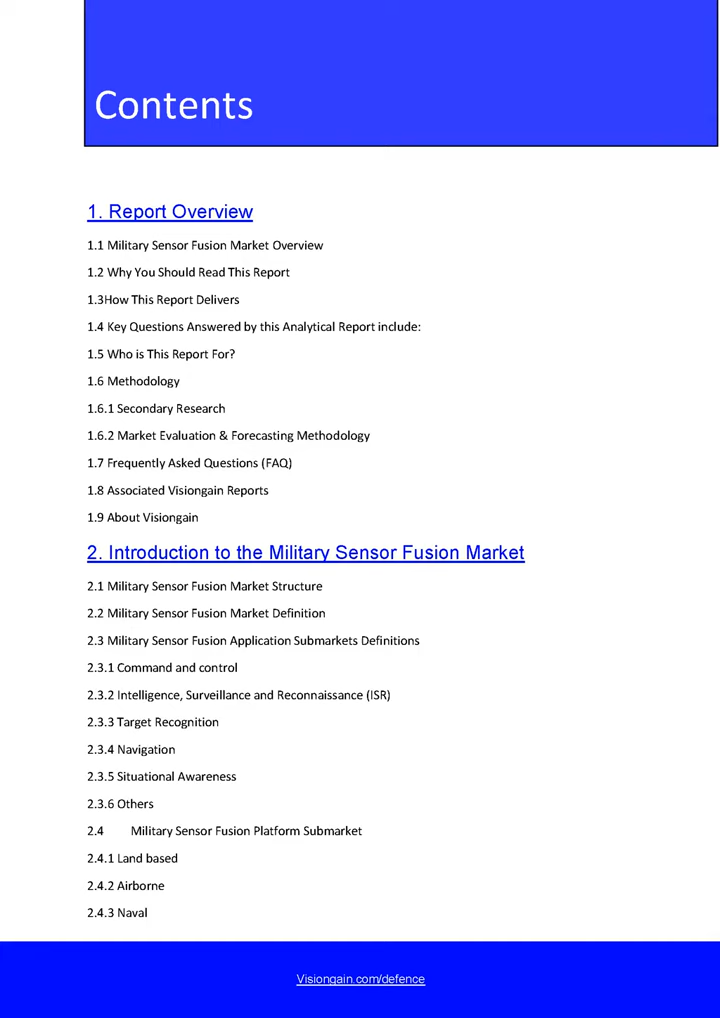 Contents
1. Report Overview
1.1 Military Sensor Fusion Market Overview
1.2 Why You Should Read This Report
1.3How This Report Delivers
1.4 Key Questions Answered by this Analytical Report include:
1.5 Who is This Report For?
1.6 Methodology
1.6.1 Secondary Research
1.6.2 Market Evaluation & Forecasting Methodology
1.7 Frequently Asked Questions (FAQ)
1.8 Associated Visiongain Reports
1.9 About Visiongain
2. Introduction to the Military Sensor Fusion Market
2.1 Military Sensor Fusion Market Structure
2.2 Military Sensor Fusion Market Definition
2.3 Military Sensor Fusion Application Submarkets Definitions
2.3.1 Command and control
2.3.2 Intelligence, Surveillance and Reconnaissance (ISR)
2.3.3 Target Recognition
2.3.4 Navigation
2.3.5 Situational Awareness
2.3.6 Others
2.4 Military Sensor Fusion Platform Submarket
2.4.1 Land based
2.4.2 Airborne
2.4.3 Naval
Visiongain.com/defence